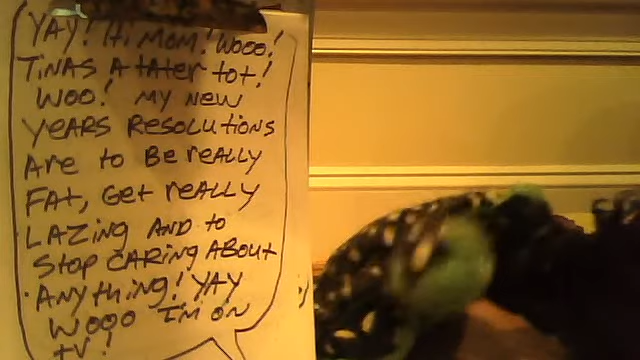 YAY! Hi MOM! WOOO!
TINAS A tAter tot!
WOO! MY NEW
YEARS RESOLUTIONS
Are to Be reALLY
FAt, Get reALLY
LAZING AND to
Stop CARING ABOUt
ANYthING! YAY
WOOO I'M ON
tV!